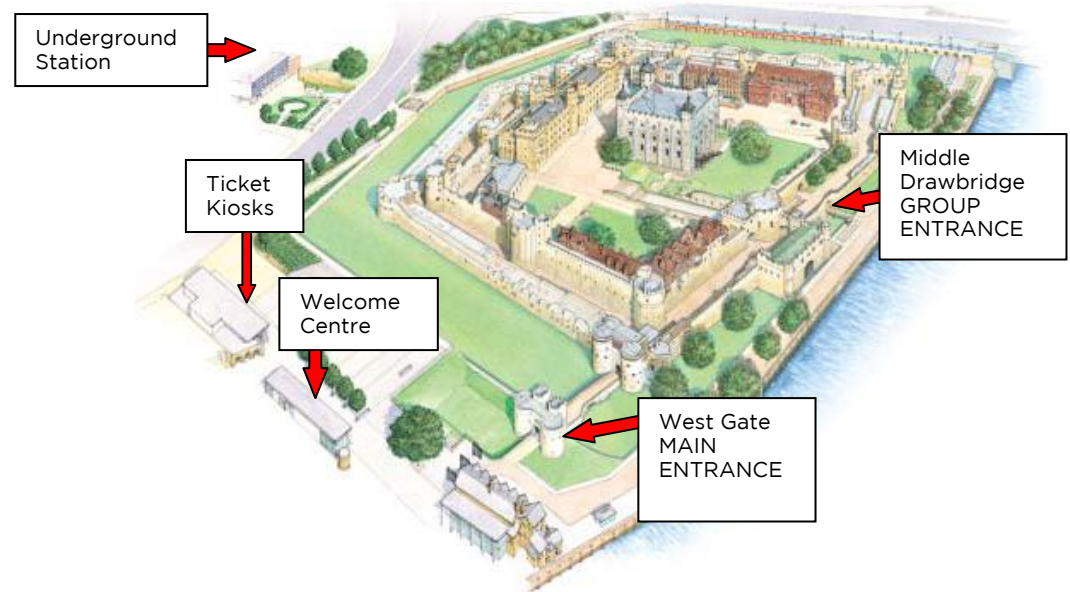 Underground
Station
Ticket
Kiosks
Middle
Drawbridge
GROUP
ENTRANCE
Welcome
Centre
West Gate
MAIN
ENTRANCE